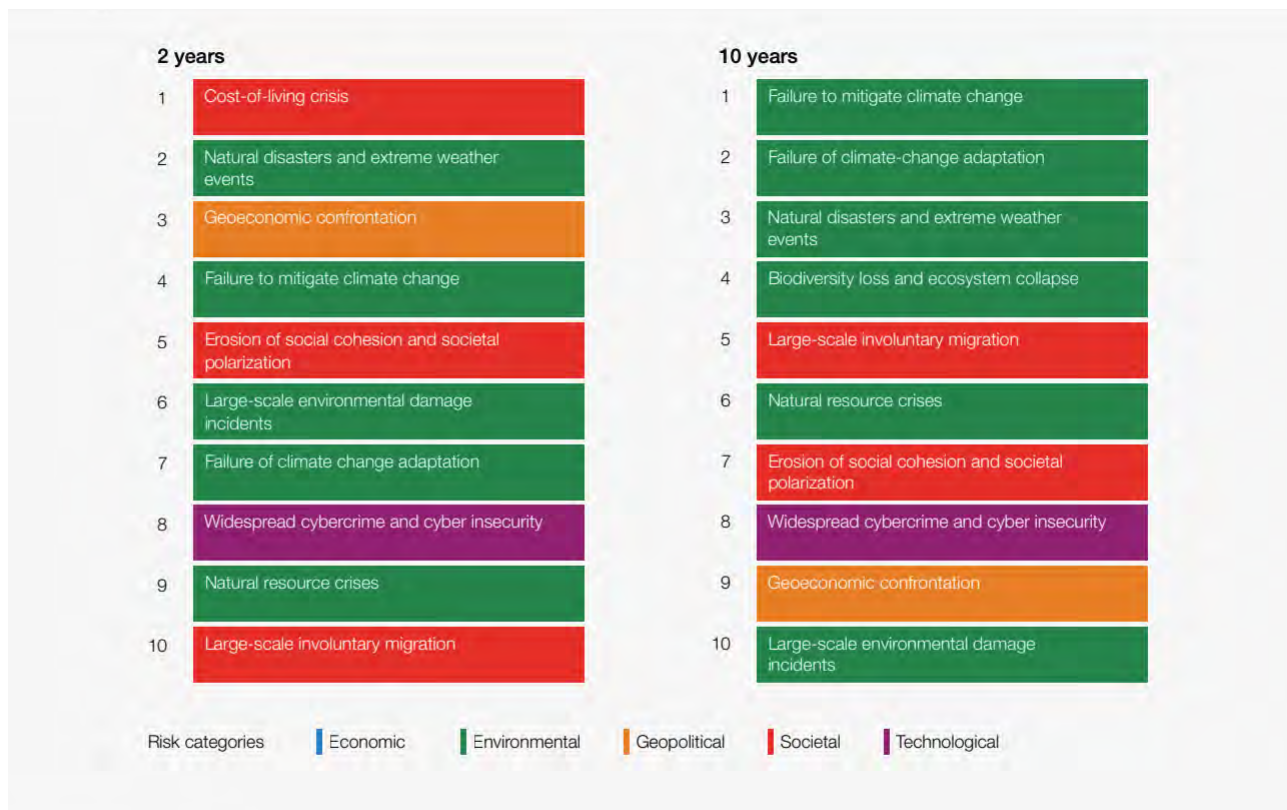 2 years
1
Cost-of-living crisis
2
Natural disasters and extreme weather
events
3
Geoeconomic confrontation
4
Failure to mitigate climate change
5
Erosion of social cohesion and societal
polarization
6
Large-scale environmental damage
incidents
7
Failure of climate change adaptation
8
Widespread cybercrime and cyber insecurity
9
Natural resource crises
10
Large-scale involuntary migration
10 years
1
Failure to mitigate climate change
2
Failure of climate-change adaptation
3
Natural disasters and extreme weather
events
4
Biodiversity loss and ecosystem collapse
5
Large-scale involuntary migration
6
Natural resource crises
7
Erosion of social cohesion and societal
polarization
8
Widespread cybercrime and cyber insecurity
9
Geoeconomic confrontation
10
Large-scale environmental damage
incidents
Risk categories
Economic
Environmental
Geopolitical
Societal
Technological